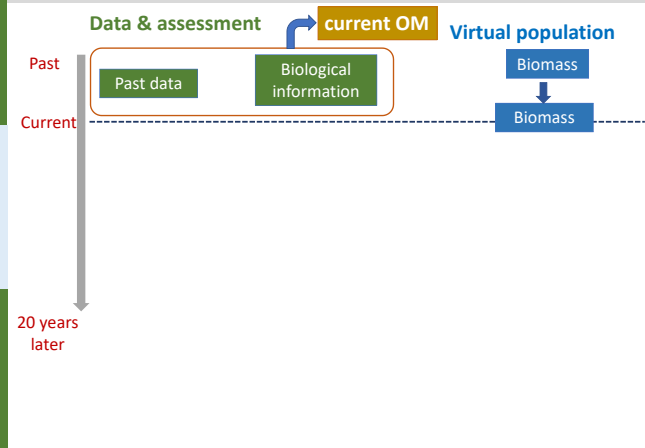 Data & assessment
current OM
Virtual population
Past
Past data
Biological
information
Biomass
Current
Biomass
20 years
later